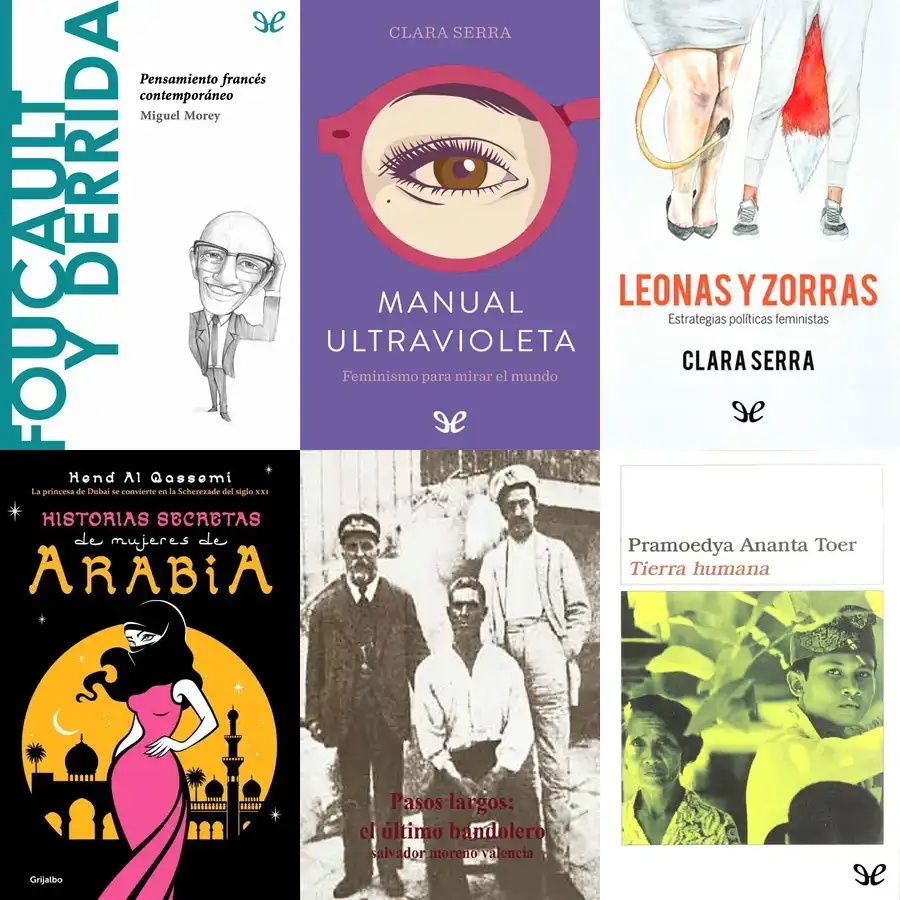 FOUCAULT
Y DERRIDA
Pensamiento francés
contemporáneo
Miguel Morey
CLARA SERRA
MANUAL
ULTRAVIOLETA
Feminismo para mirar el mundo
LEONAS Y ZORRAS
Estrategias políticas feministas
CLARA SERRA
Hend Al Qassemi
La princesa de Dubai se convierte en la Scherezade del siglo XXI
HISTORIAS SECRETAS
de mujeres de
ARABIA
Grijalbo
Pasos largos;
el último bandolero
salvador moreno valencia
Pramoedya Ananta Toer
Tierra humana